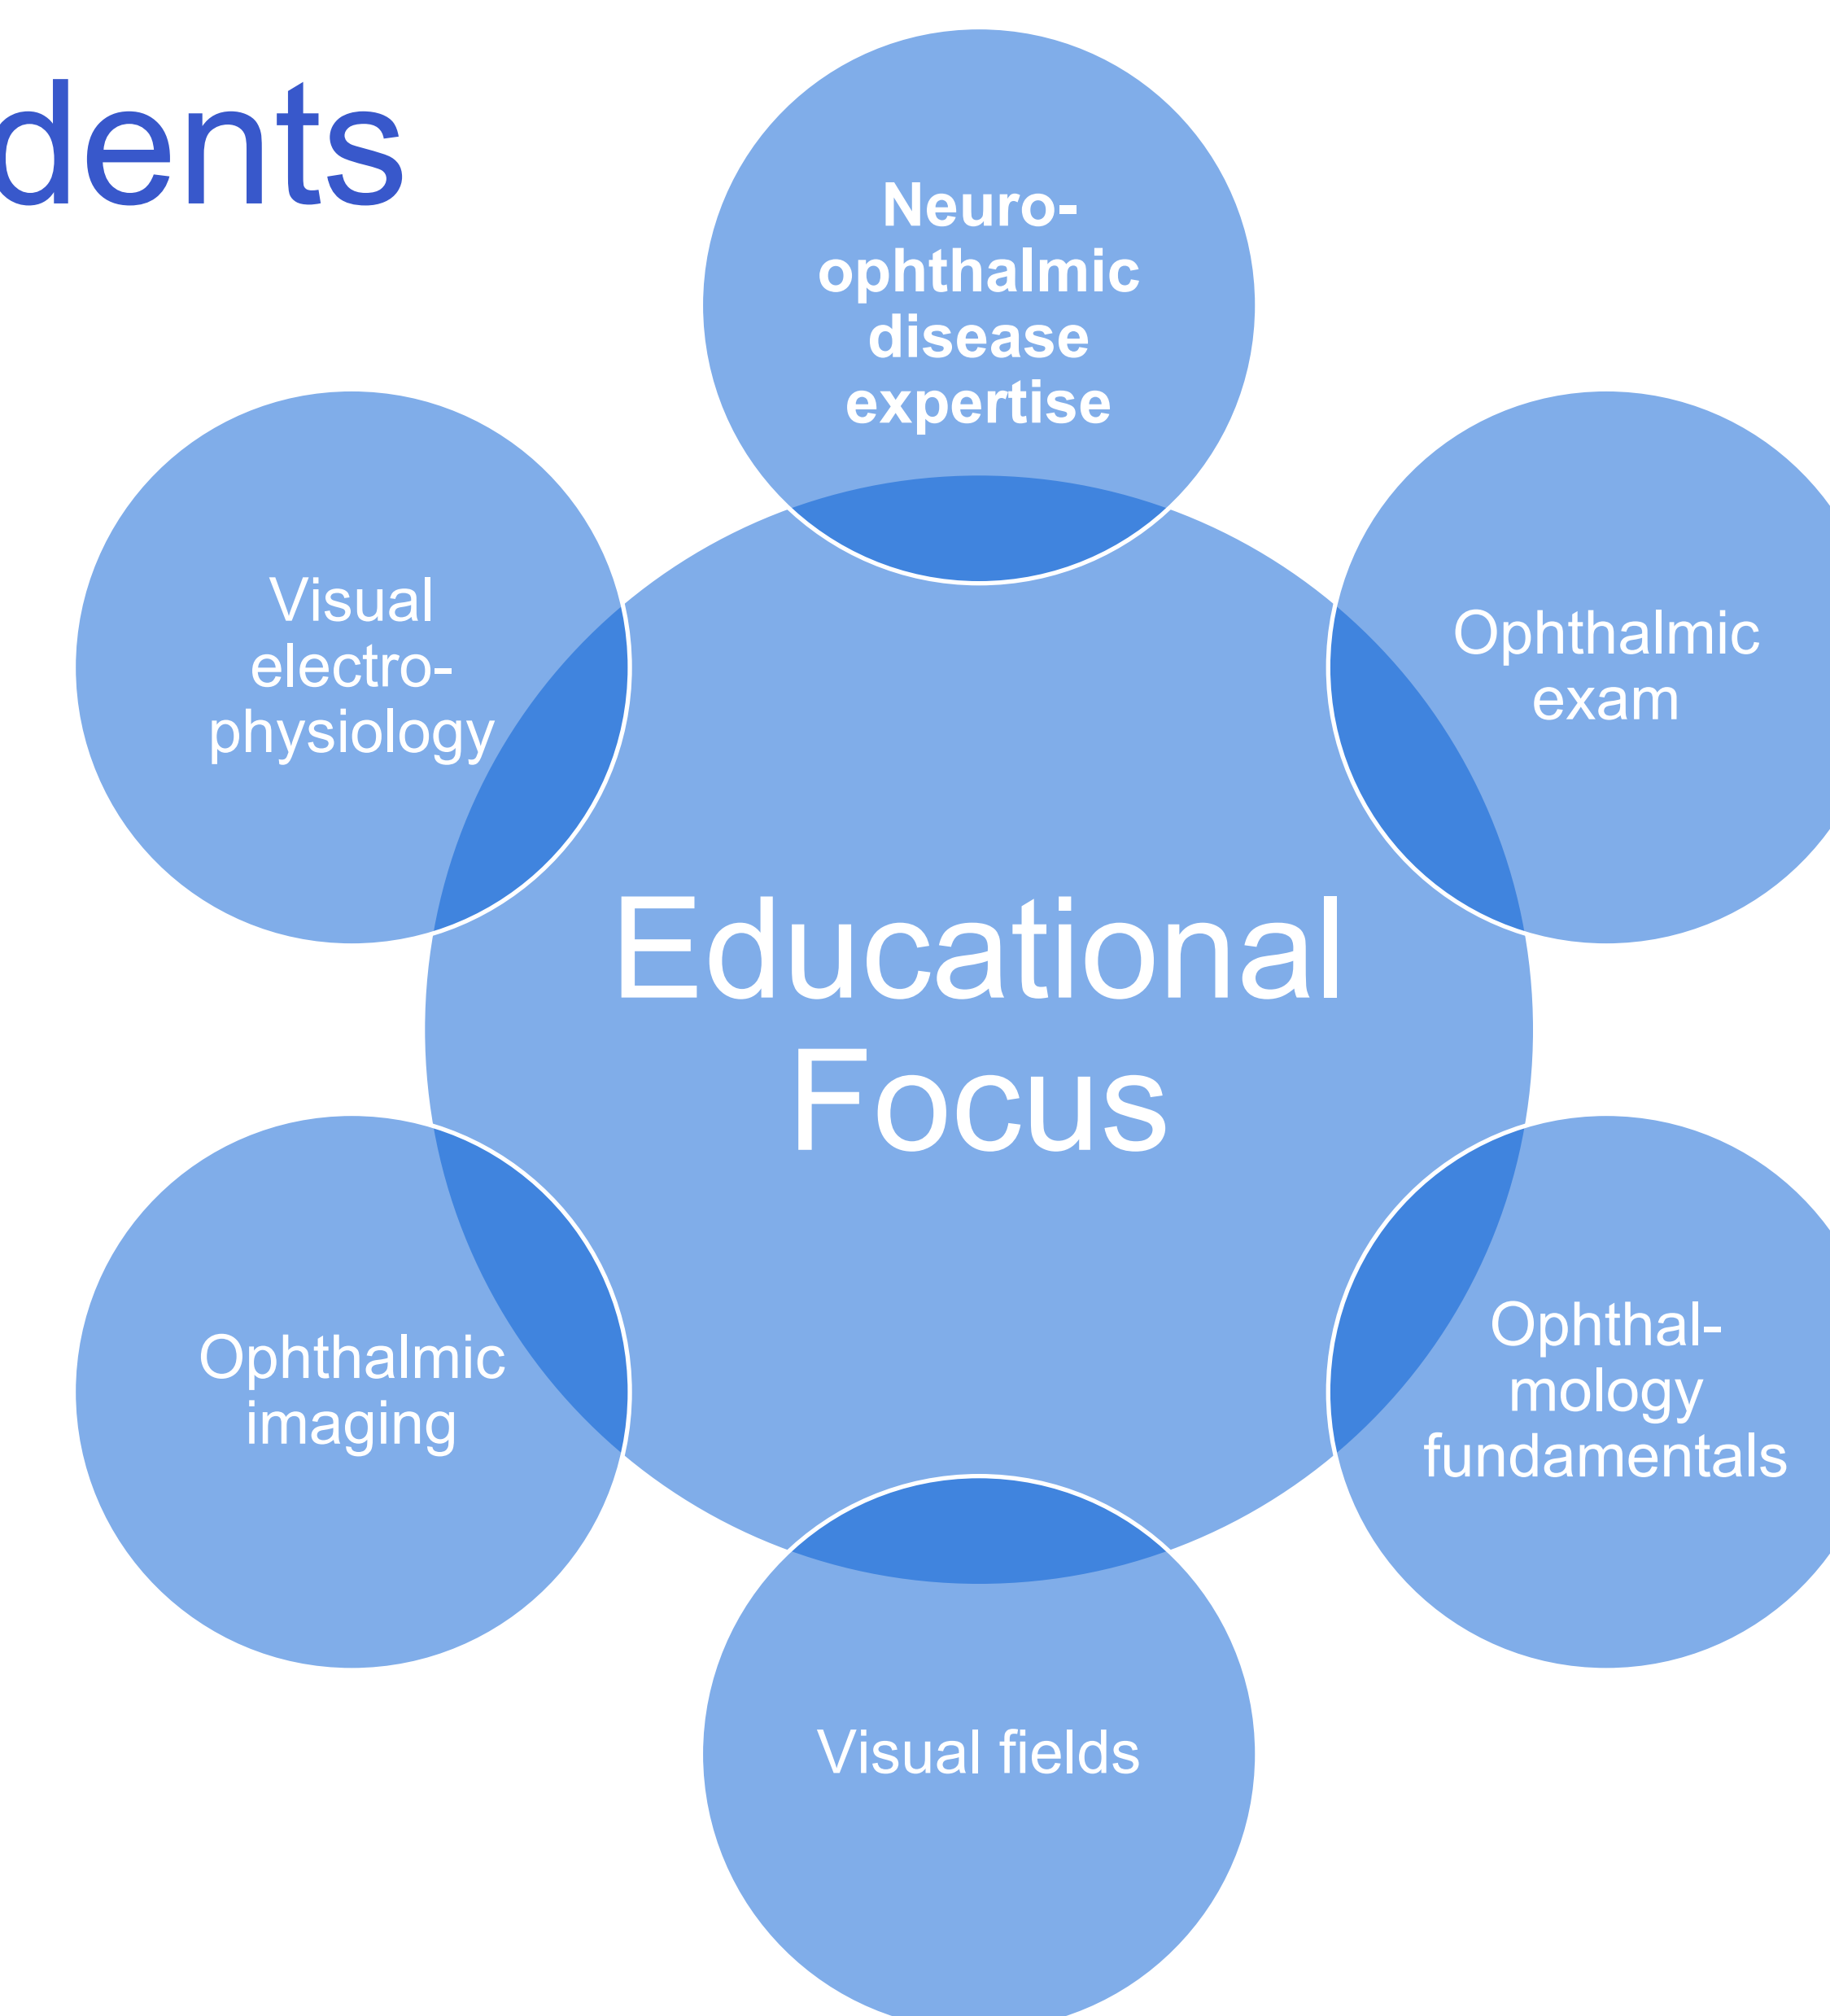 dents
Neuro-
ophthalmic
disease
expertise
Ophthalmic
exam
Ophthal-
mology
fundamentals
Visual fields
Ophthalmic
imaging
Visual
electro-
physiology
Educational
Focus